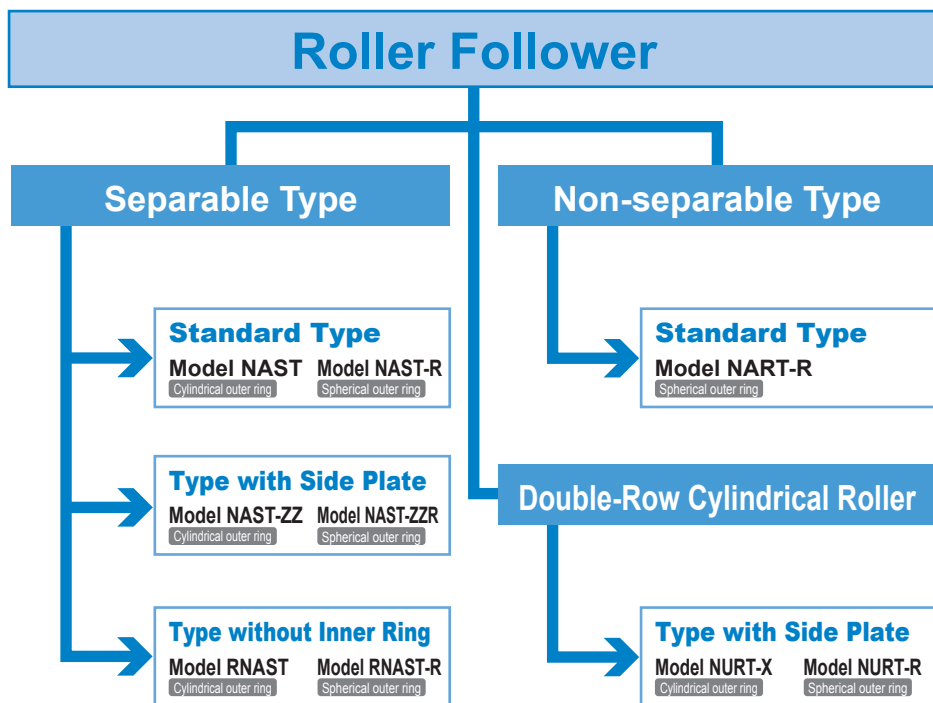 Roller Follower
Separable Type
Non-separable Type
Standard Type
Model NAST Model NAST-R
Cylindrical outer ring Spherical outer ring
Standard Type
Model NART-R
Spherical outer ring
Type with Side Plate
Model NAST-ZZ Model NAST-ZZR
Cylindrical outer ring Spherical outer ring
Double-Row Cylindrical Roller
Type without Inner Ring
Model RNAST Model RNAST-R
Cylindrical outer ring Spherical outer ring
Type with Side Plate
Model NURT-X Model NURT-R
Cylindrical outer ring Spherical outer ring